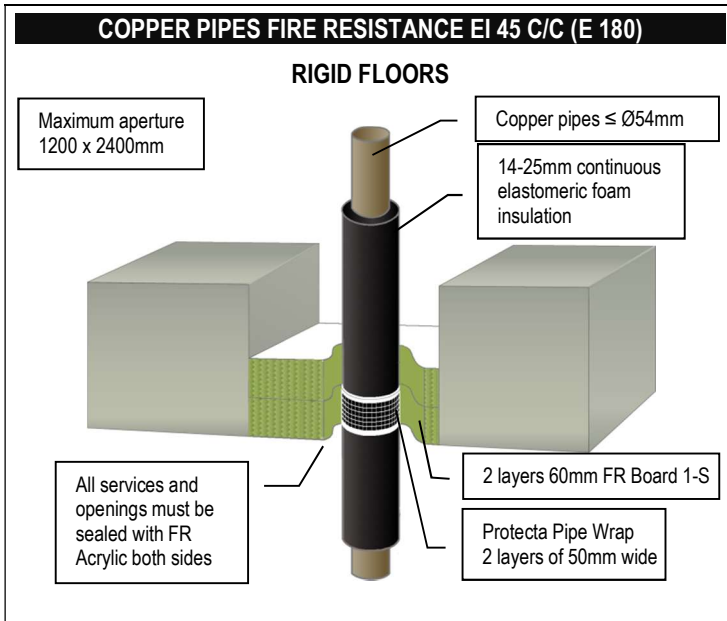 COPPER PIPES FIRE RESISTANCE EI 45 C/C (E 180)
RIGID FLOORS
Maximum aperture
1200 x 2400mm
Copper pipes ≤ Ø54mm
14-25mm continuous
elastomeric foam
insulation
All services and
openings must be
sealed with FR
Acrylic both sides
2 layers 60mm FR Board 1-S
Protecta Pipe Wrap
2 layers of 50mm wide